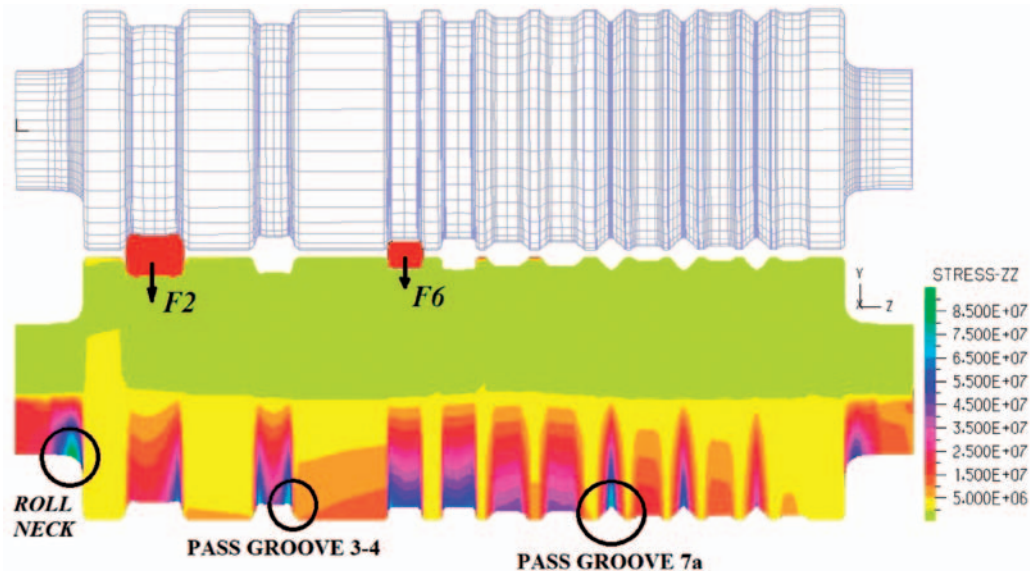 F2
F6
Y
X
Z
STRESS-ZZ
8.500E+07
7.500E+07
6.500E+07
5.500E+07
4.500E+07
3.500E+07
2.500E+07
1.500E+07
5.000E+06
ROLL
NECK
PASS GROOVE 3-4
PASS GROOVE 7a